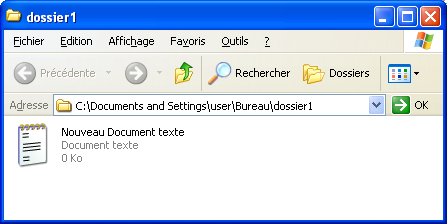 dossier1
Fichier Edition Affichage Favoris Outils ?
Précédente Rechercher Dossiers
Adresse C:\Documents and Settings\user\Bureau\dossier1 OK
Nouveau Document texte
Document texte
0 Ko